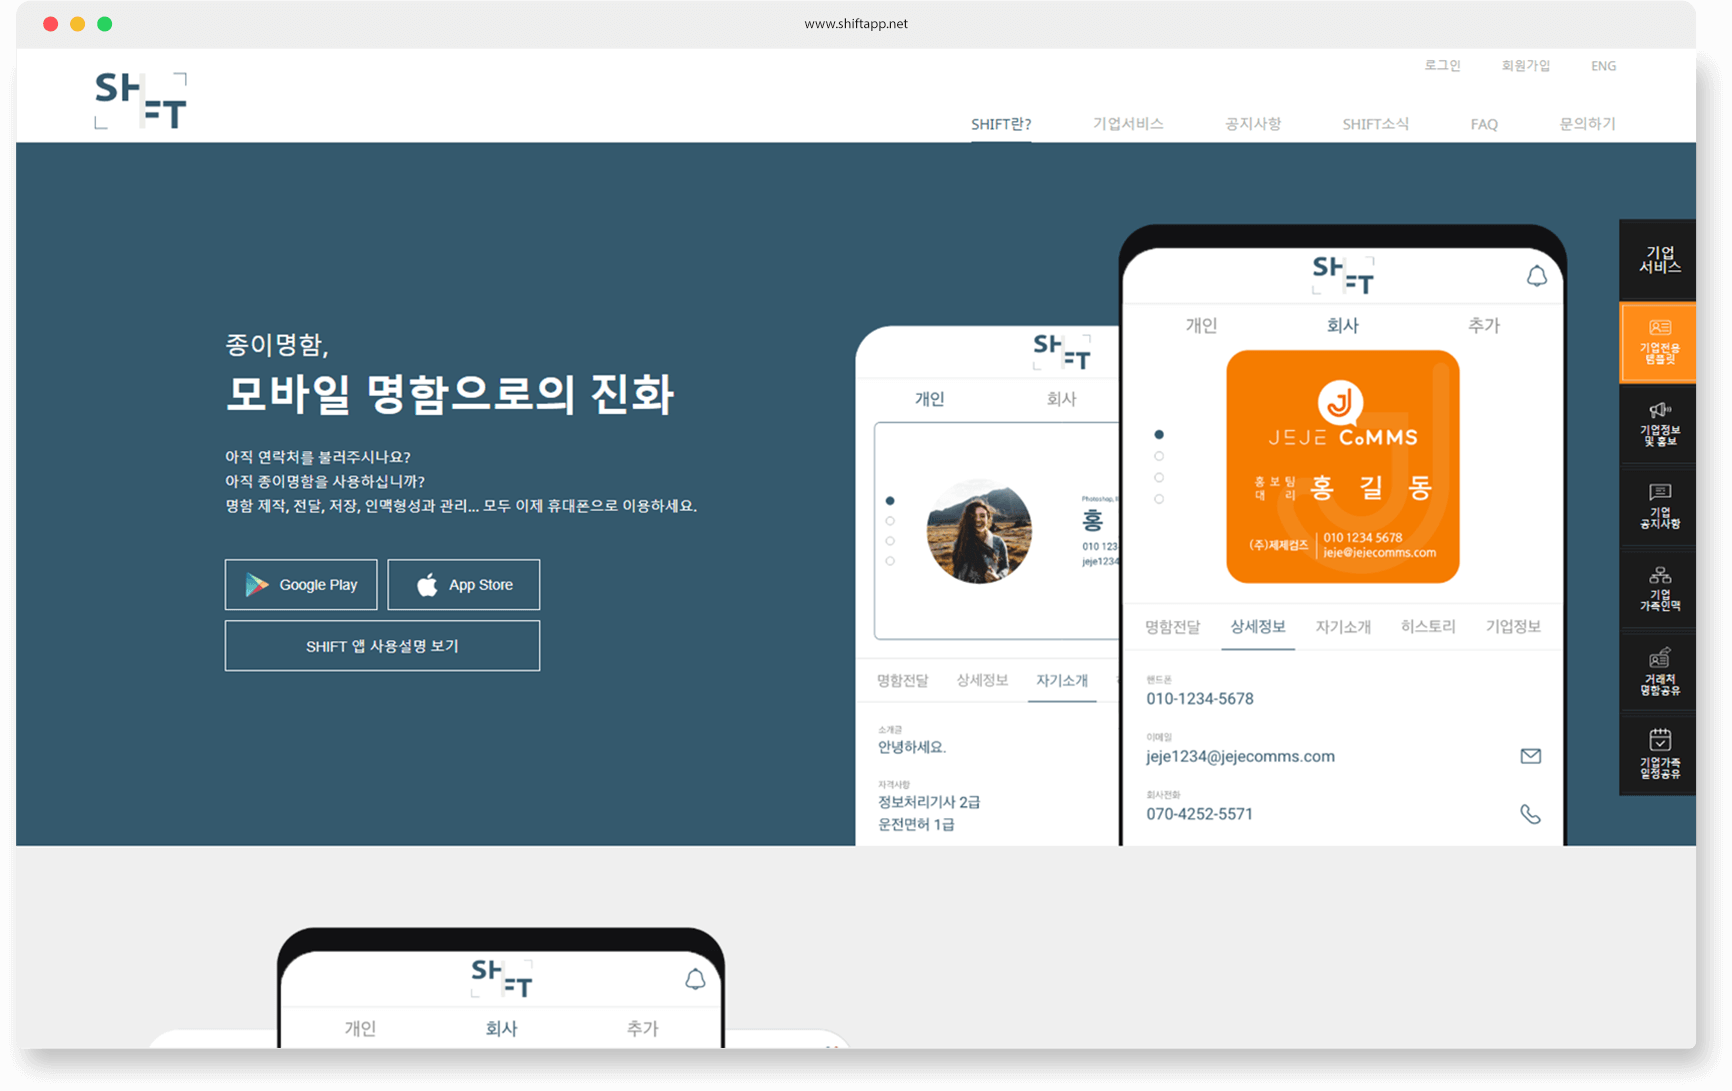 www.shiftapp.net
로그인 회원가입 ENG
SHIFT
SHIFT란? 기업서비스 공지사항 SHIFT소식 FAQ 문의하기
종이명함,
모바일 명함으로의 진화
아직 연락처를 불러주시나요?
아직 종이명함을 사용하십니까?
명함 제작, 전달, 저장, 인맥형성과 관리... 모두 이제 휴대폰으로 이용하세요.
Google Play
App Store
SHIFT 앱 사용설명 보기
SHIFT
개인 회사
Photoshop,
홍
010 123
jeje1234
명함전달 상세정보 자기소개
소개글
안녕하세요.
자격사항
정보처리기사 2급
운전면허 1급
SHIFT
개인 회사 추가
JEJE CoMMS
홍보팀
대리
홍길동
(주)제제컴즈
010 1234 5678
jeje@jejecomms.com
명함전달 상세정보 자기소개 히스토리 기업정보
핸드폰
010-1234-5678
이메일
jeje1234@jejecomms.com
회사전화
070-4252-5571
기업
서비스
기업전용
템플릿
기업정보
및 홍보
기업
공지사항
기업
가족인맥
거래처
명함공유
기업가족
일정공유
SHIFT
개인 회사 추가